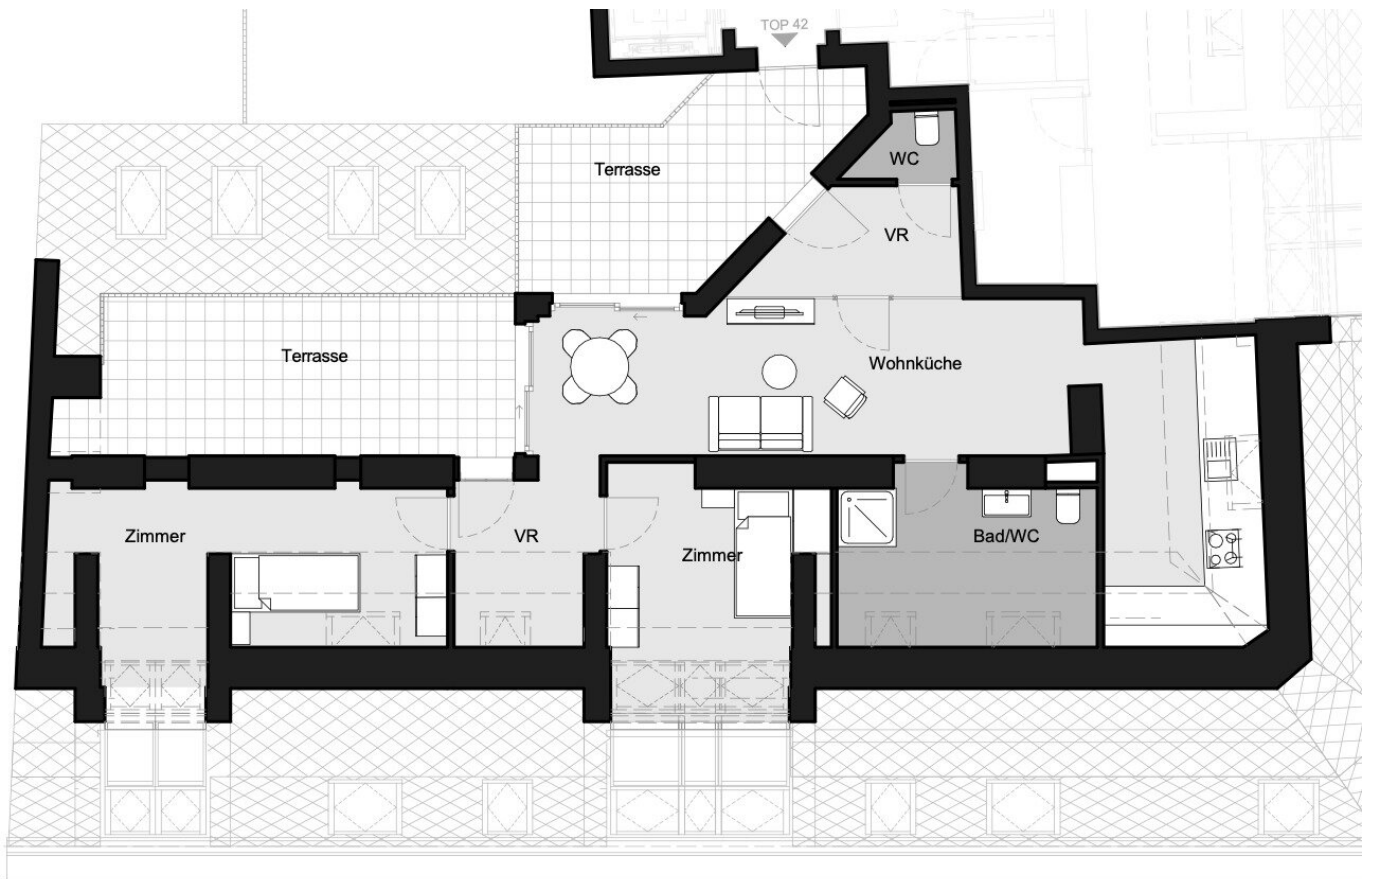 TOP 42
WC
Terrasse
VR
Terrasse
Wohnküche
Zimmer
VR
Zimmer
Bad/WC